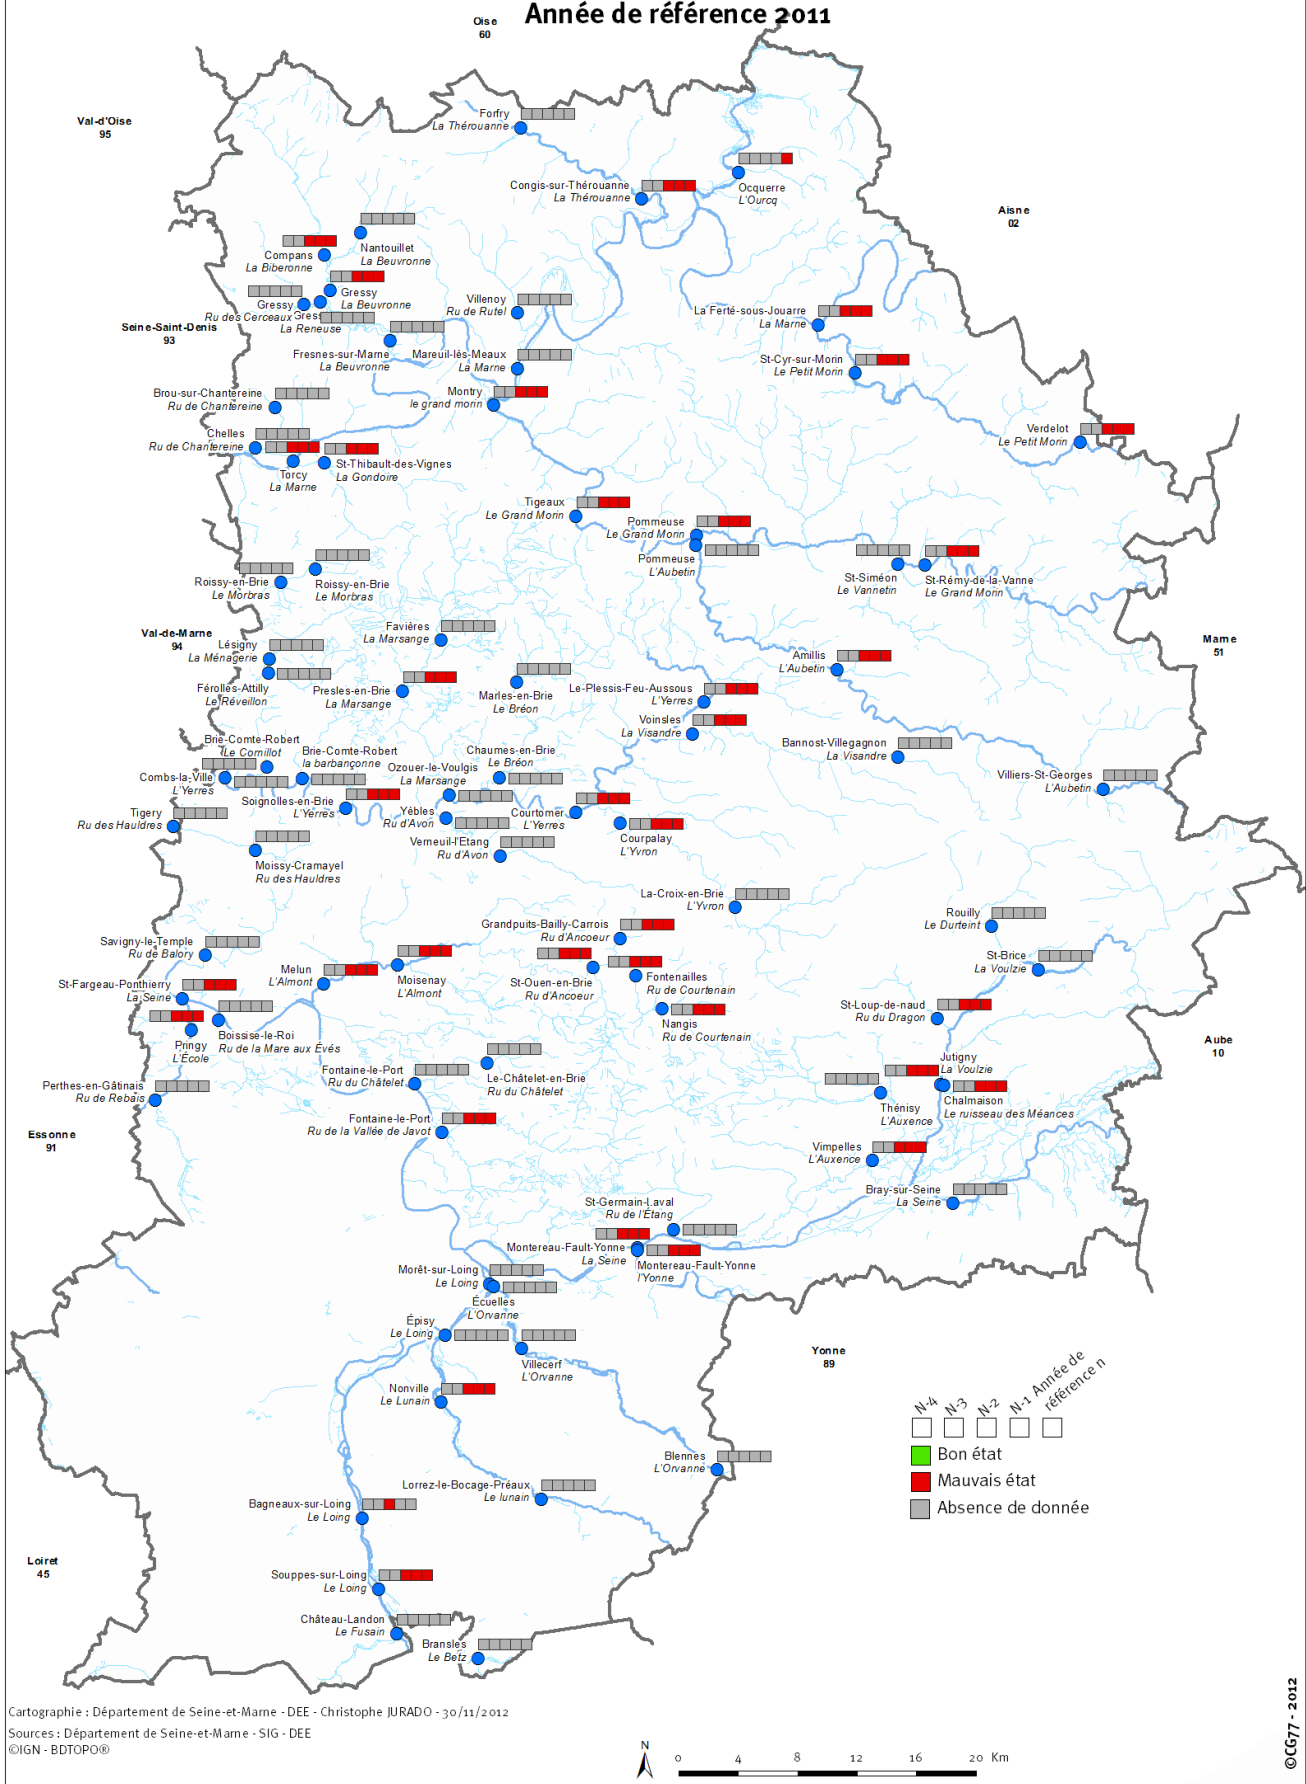 Année de référence 2011
Oise
60
Val-d'Oise
95
Forfry
La Thérouanne
Congis-sur-Thérouanne
La Thérouanne
Ocquerre
L'Ourcq
Aisne
02
Nantouillet
La Beuvronne
Compans
La Biberonne
Gressy
La Beuvronne
Gressy
Ru des Cerceaux
La Reneuse
Seine-Saint-Denis
93
Villenoy
Ru de Rutel
La Ferté-sous-Jouarre
La Marne
Fresnes-sur-Marne
La Beuvronne
Mareuil-lès-Meaux
La Marne
St-Cyr-sur-Morin
Le Petit Morin
Brou-sur-Chantereine
Ru de Chantereine
Montry
le grand morin
Chelles
Ru de Chantereine
Verdelot
Le Petit Morin
Torcy
La Marne
St-Thibault-des-Vignes
La Gondoire
Tigeaux
Le Grand Morin
Pommeuse
Le Grand Morin
Pommeuse
L'Aubetin
St-Siméon
Le Vannetin
St-Rémy-de-la-Vanne
Le Grand Morin
Roissy-en-Brie
Le Morbras
Roissy-en-Brie
Le Morbras
Favières
La Marsange
Val-de-Marne
94
Lésigny
La Ménagerie
Marne
51
Amillis
L'Aubetin
Férolles-Attilly
Le Réveillon
Presles-en-Brie
La Marsange
Marles-en-Brie
Le Bréon
Le-Plessis-Feu-Aussous
L'Yerres
Voinsles
La Visandre
Bannost-Villegagnon
La Visandre
Brie-Comte-Robert
Le Cornillot
Brie-Comte-Robert
la barbançonne
Chaumes-en-Brie
Le Bréon
Ozouer-le-Voulgis
La Marsange
Combs-la-Ville
L'Yerres
Villiers-St-Georges
L'Aubetin
Soignolles-en-Brie
L'Yerres
Tigery
Ru des Hauldres
Yèbles
Ru d'Avon
Courtomer
L'Yerres
Courpalay
L'Yvron
Verneuil-l'Etang
Ru d'Avon
Moissy-Cramayel
Ru des Hauldres
La-Croix-en-Brie
L'Yvron
Rouilly
Le Durteint
Grandpuits-Bailly-Carrois
Ru d'Ancoeur
Savigny-le-Temple
Ru de Balory
St-Brice
La Voulzie
Melun
L'Almont
Moisenay
L'Almont
St-Ouen-en-Brie
Ru d'Ancoeur
Fontenailles
Ru de Courtenain
St-Fargeau-Ponthierry
La Seine
St-Loup-de-naud
Ru du Dragon
Nangis
Ru de Courtenain
Boissise-le-Roi
Ru de la Mare aux Évés
Pringy
L'École
Aube
10
Jutigny
La Voulzie
Fontaine-le-Port
Ru du Châtelet
Le-Châtelet-en-Brie
Ru du Châtelet
Perthes-en-Gâtinais
Ru de Rebais
Thénisy
L'Auxence
Chalmaison
Le ruisseau des Méances
Fontaine-le-Port
Ru de la Vallée de Javot
Essonne
91
Vimpelles
L'Auxence
Bray-sur-Seine
La Seine
St-Germain-Laval
Ru de l'Étang
Montereau-Fault-Yonne
La Seine
Montereau-Fault-Yonne
l'Yonne
Morêt-sur-Loing
Le Loing
Écuelles
L'Orvanne
Épisy
Le Loing
Villecerf
L'Orvanne
Yonne
89
Nonville
Le Lunain
N-4
N-3
N-2
N-1
Année de
référence n
Bon état
Mauvais état
Absence de donnée
Blennes
L'Orvanne
Lorrez-le-Bocage-Préaux
Le lunain
Bagneaux-sur-Loing
Le Loing
Loiret
45
Souppes-sur-Loing
Le Loing
Château-Landon
Le Fusain
Bransles
Le Betz
Cartographie : Département de Seine-et-Marne - DEE - Christophe JURADO - 30/11/2012
Sources : Département de Seine-et-Marne - SIG - DEE
©IGN - BDTOPO®
N
0 4 8 12 16 20 Km
©CG77 - 2012